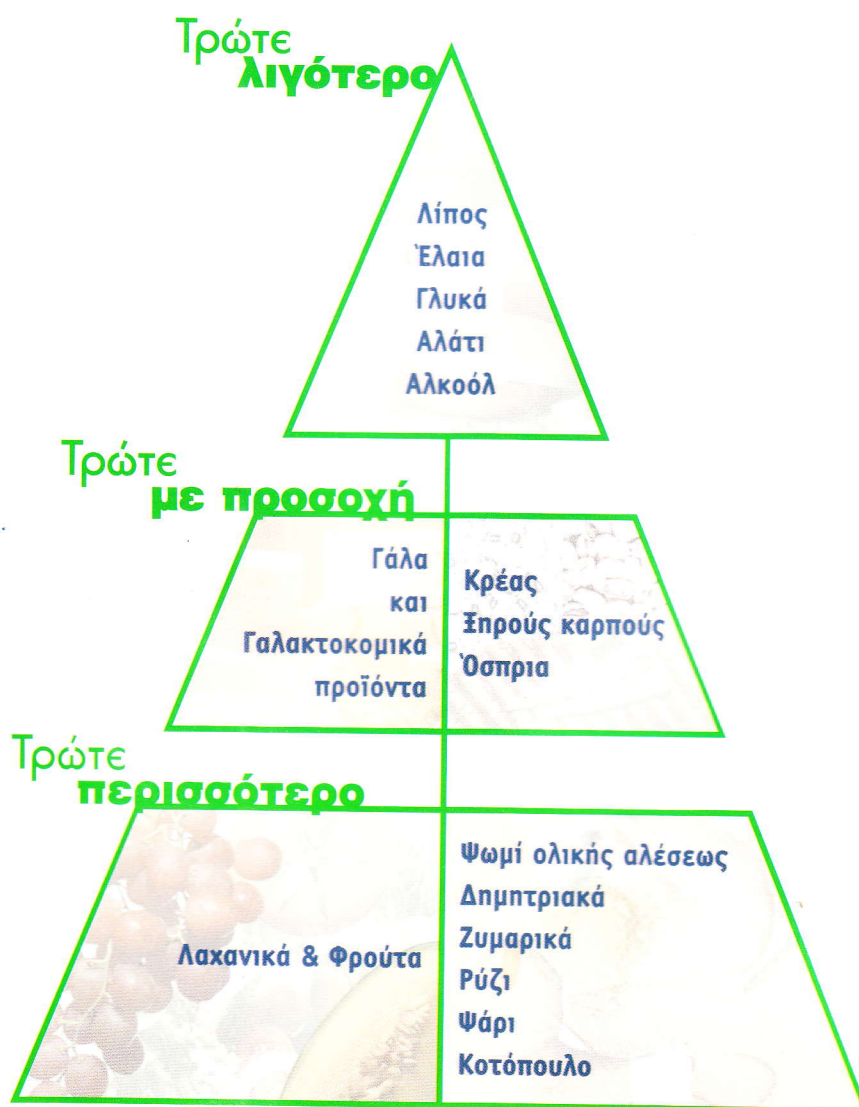 Τρώτε
λιγότερο
Λίπος
Έλαια
Γλυκά
Αλάτι
Αλκοόλ
Τρώτε
με προσοχή
Γάλα
και
Γαλακτοκομικά
προϊόντα
Κρέας
Ξηρούς καρπούς
Όσπρια
Τρώτε
περισσότερο
Λαχανικά & Φρούτα
Ψωμί ολικής αλέσεως
Δημητριακά
Ζυμαρικά
Ρύζι
Ψάρι
Κοτόπουλο